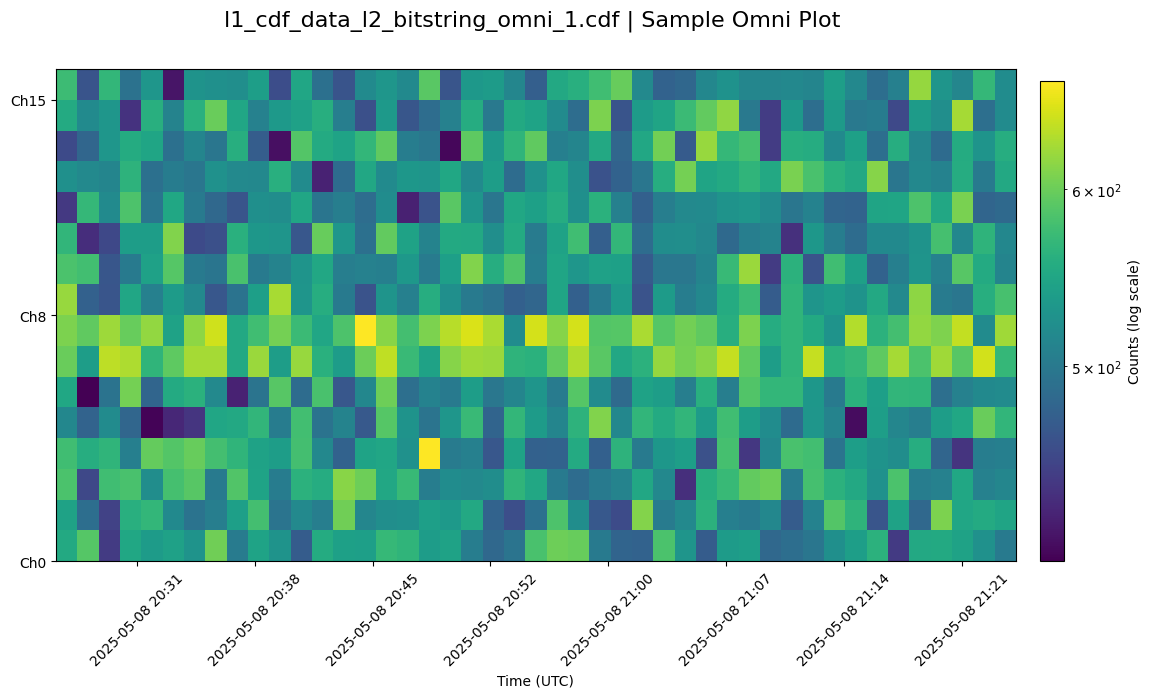 l1_cdf_data_l2_bitstring_omni_1.cdf | Sample Omni Plot
Ch15
Ch8
Ch0
6 × 10²
5 × 10²
Counts (log scale)
2025-05-08 20:31
2025-05-08 20:38
2025-05-08 20:45
2025-05-08 20:52
2025-05-08 21:00
2025-05-08 21:07
2025-05-08 21:14
2025-05-08 21:21
Time (UTC)